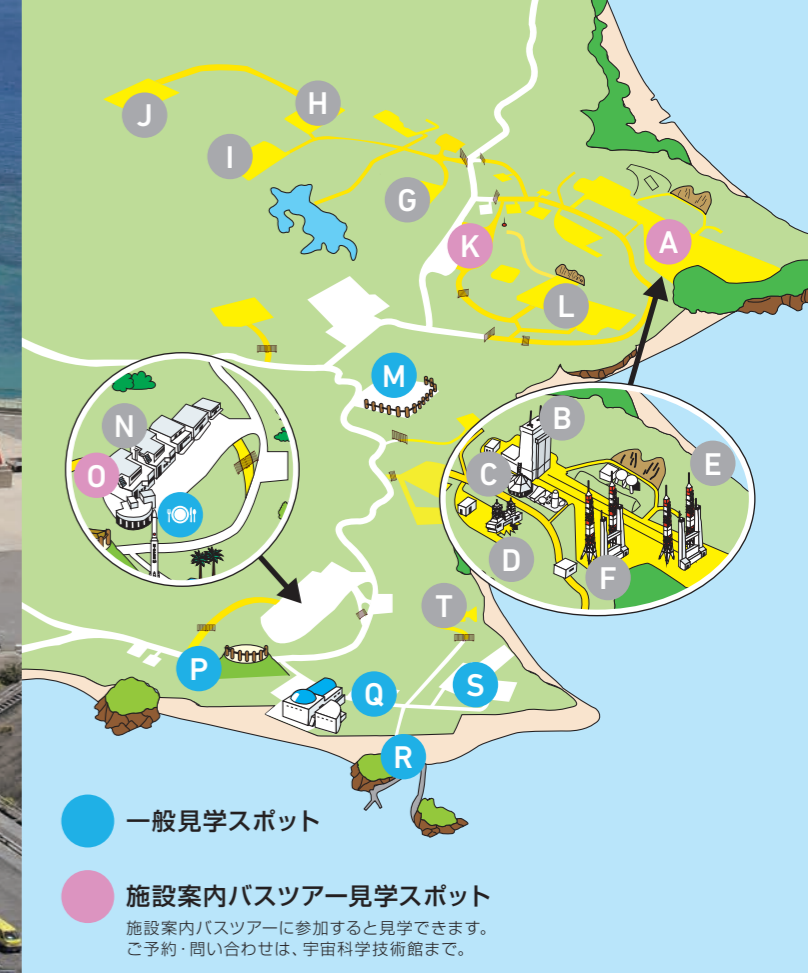 J
H
I
G
K
A
L
M
N
B
O
C
E
D
F
T
P
Q
S
R
一般見学スポット
施設案内バスツアー見学スポット
施設案内バスツアーに参加すると見学できます。
ご予約・問い合わせは、宇宙科学技術館まで。